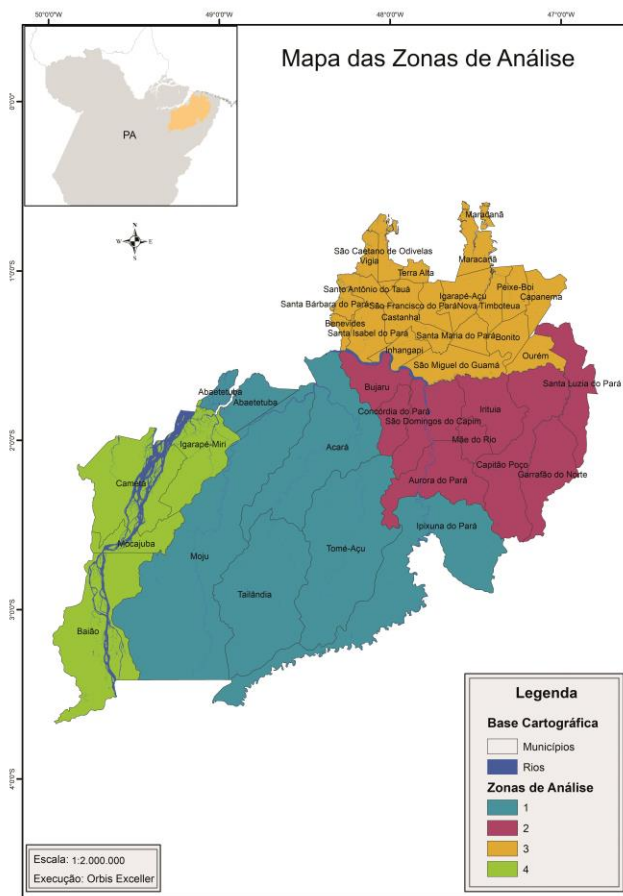 50°0'0"W
49°0'0"W
48°0'0"W
47°0'0"W
Mapa das Zonas de Análise
0°0'0"
PA
N
W E
S
Maracanã
São Caetano de Odivelas
Vigia
Maracanã
Terra Alta
1°0'0"S
Santo Antônio do Tauá
Igarapé-Açú
Peixe-Boi
Capanema
Santa Bárbara do Pará
São Francisco do Pará
Nova Timboteua
Castanhal
Benevides
Santa Isabel do Pará
Santa Maria do Pará
Bonito
Inhangapi
Ourém
São Miguel do Guamá
Abaetetuba
Bujaru
Santa Luzia do Pará
Abaetetuba
Concórdia do Pará
Irituia
São Domingos do Capim
2°0'0"S
Igarapé-Miri
Acará
Mãe do Rio
Capitão Poço
Garrafão do Norte
Cametá
Aurora do Pará
Ipixuna do Pará
Mocajuba
Moju
Tomé-Açu
Tailândia
3°0'0"S
Baião
Legenda
Base Cartográfica
Municípios
Rios
Zonas de Análise
1
2
3
4
4°0'0"S
Escala: 1:2.000.000
Execução: Orbis Exceller